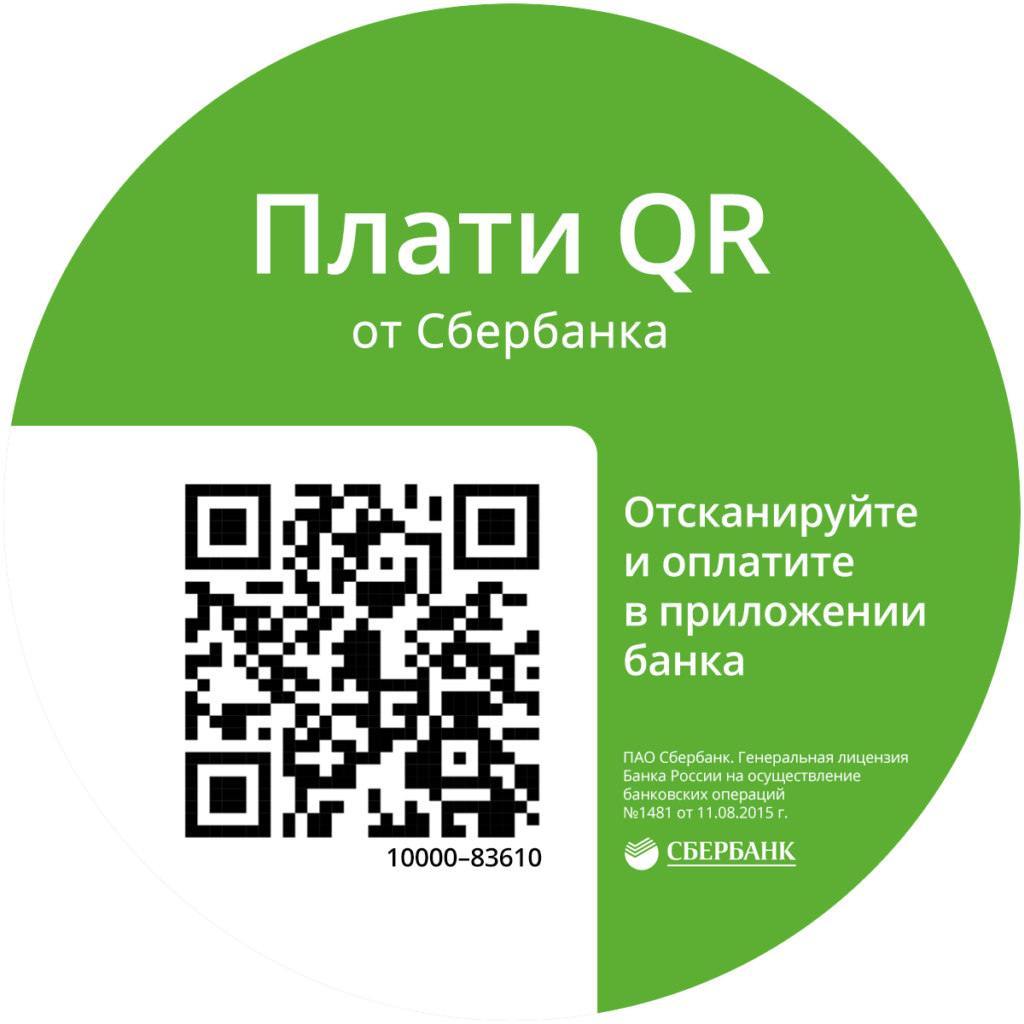 Плати QR
от Сбербанка
Отсканируйте
и оплатите
в приложении
банка
ПАО Сбербанк. Генеральная лицензия
Банка России на осуществление
банковских операций
№1481 от 11.08.2015 г.
СБЕРБАНК
10000–83610